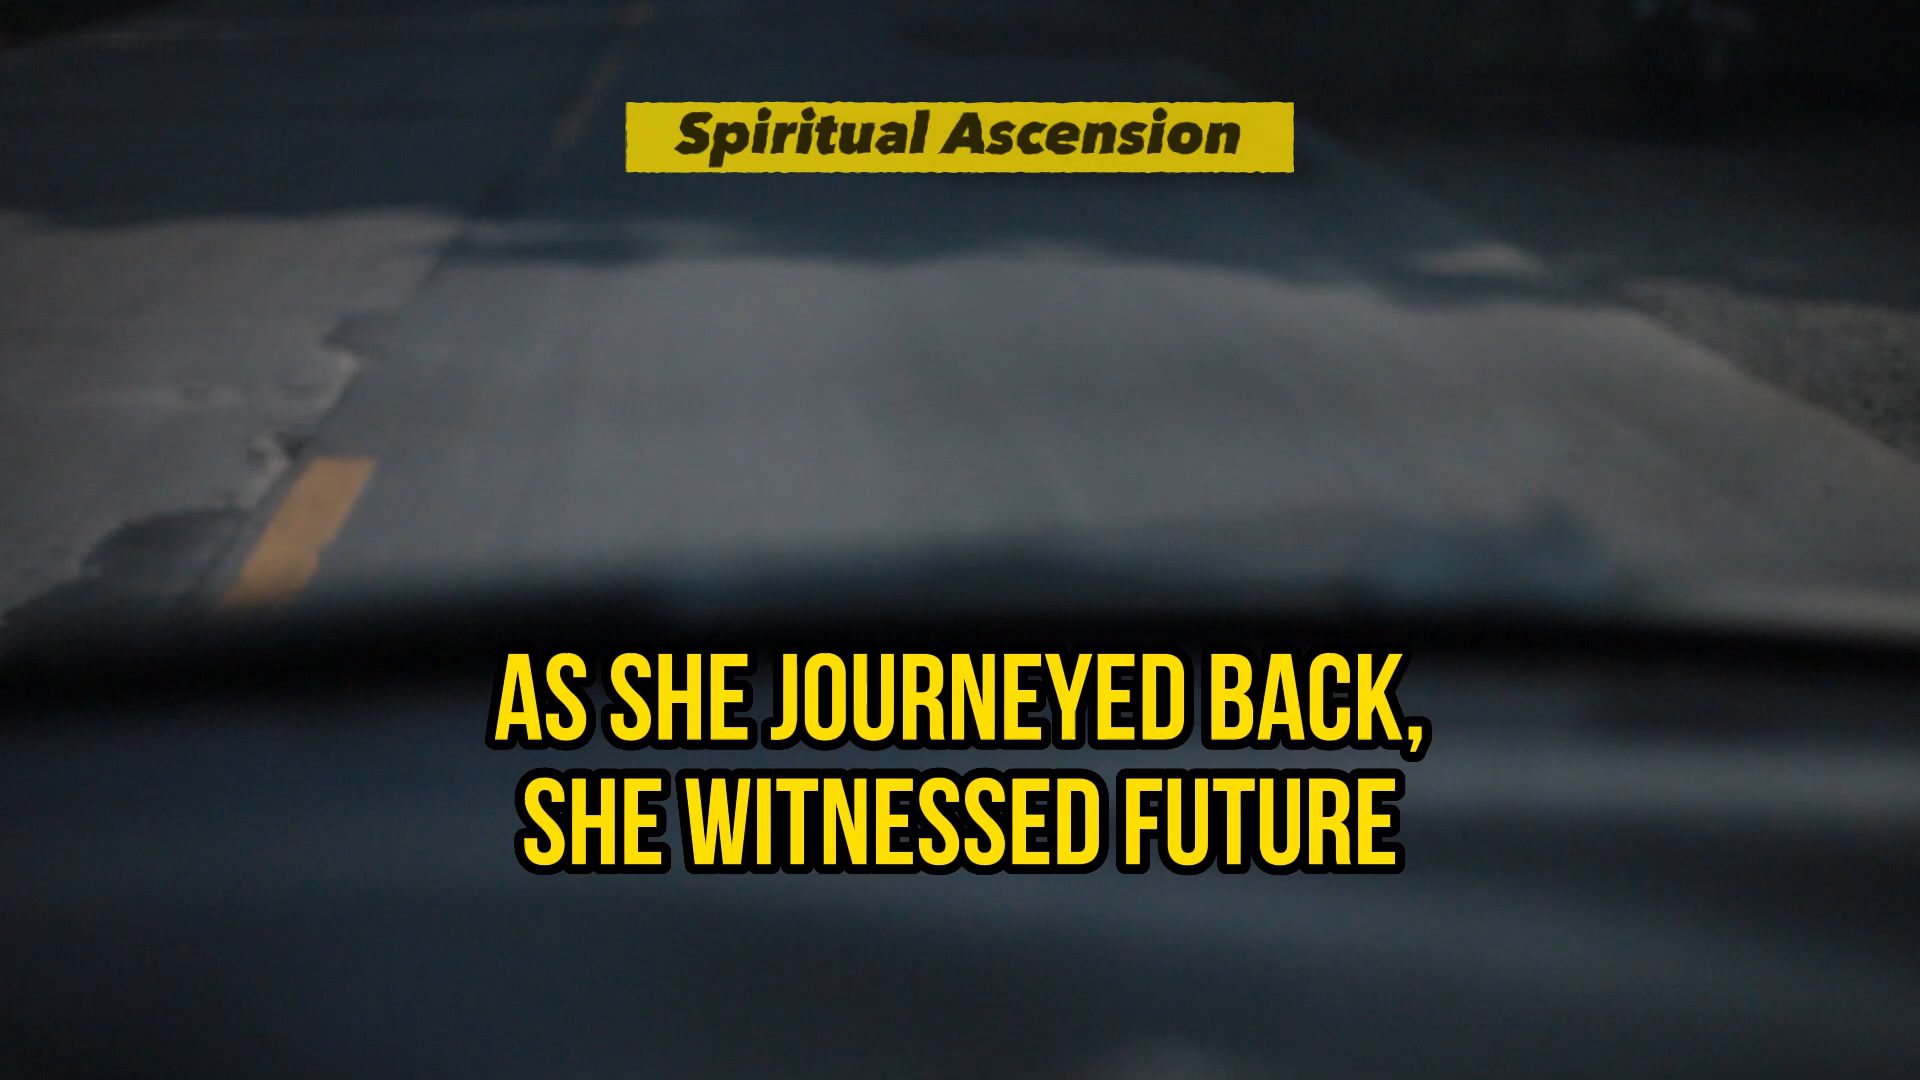 Spiritual Ascension
AS SHE JOURNEYED BACK,
SHE WITNESSED FUTURE